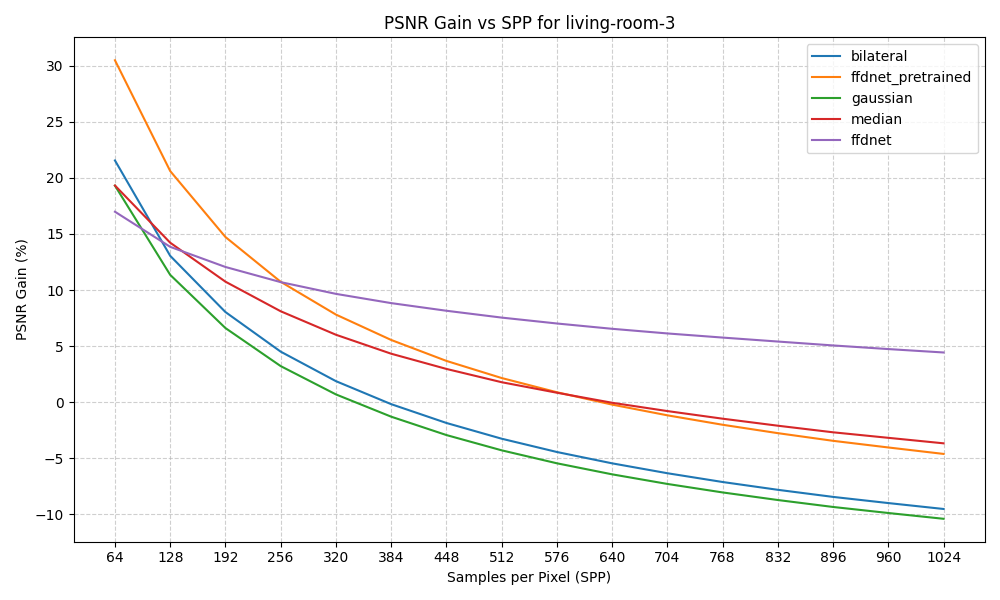 PSNR Gain vs SPP for living-room-3
bilateral
ffdnet_pretrained
gaussian
median
ffdnet
PSNR Gain (%)
30
25
20
15
10
5
0
−5
−10
64 128 192 256 320 384 448 512 576 640 704 768 832 896 960 1024
Samples per Pixel (SPP)